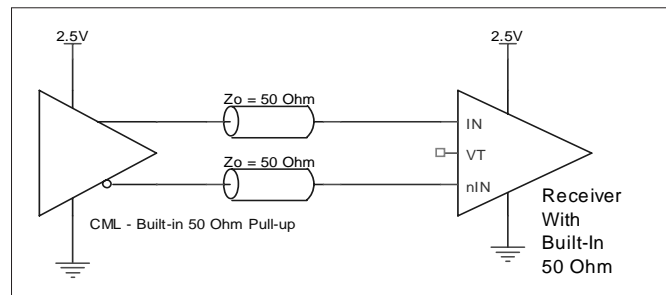 2.5V
2.5V
Zo = 50 Ohm
IN
VT
Zo = 50 Ohm
nIN
CML - Built-in 50 Ohm Pull-up
Receiver
With
Built-In
50 Ohm